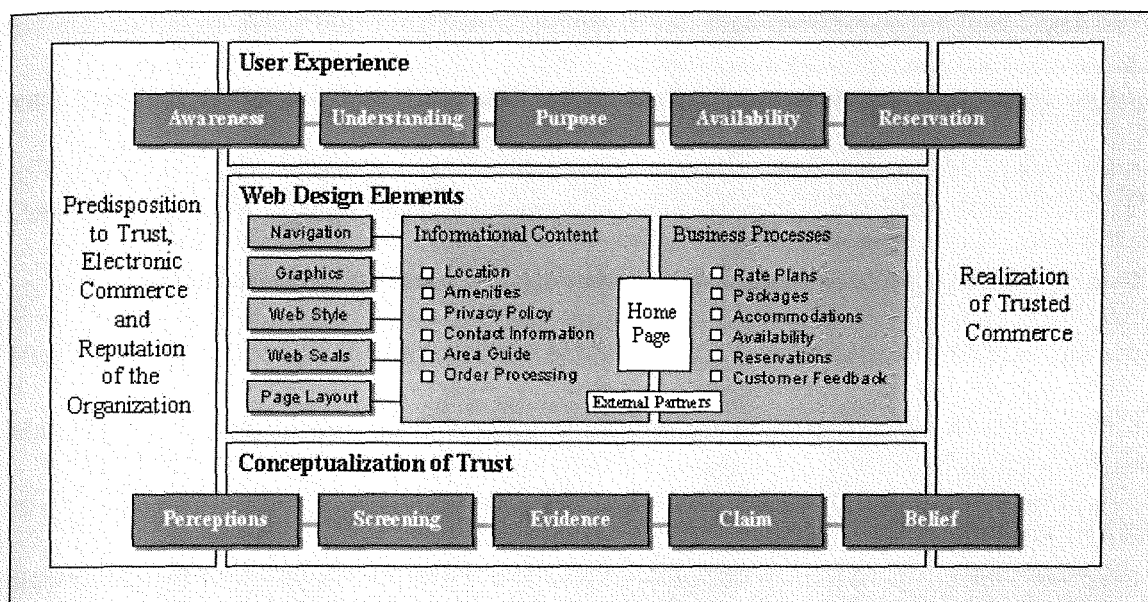 User Experience
Awareness
Understanding
Purpose
Availability
Reservation
Predisposition
to Trust,
Electronic
Commerce
and
Reputation
of the
Organization
Web Design Elements
Navigation
Graphics
Web Style
Web Seals
Page Layout
Informational Content
Location
Amenities
Privacy Policy
Contact Information
Area Guide
Order Processing
Home
Page
External Partners
Business Processes
Rate Plans
Packages
Accommodations
Availability
Reservations
Customer Feedback
Realization
of Trusted
Commerce
Conceptualization of Trust
Perceptions
Screening
Evidence
Claim
Belief